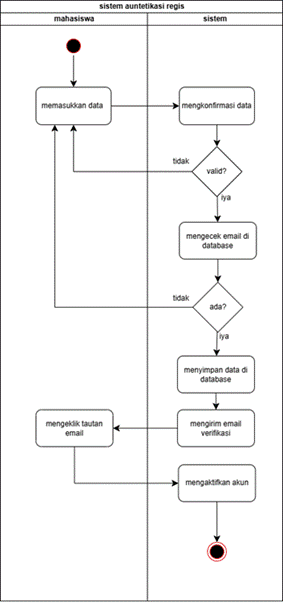 sistem auntetikasi regis
mahasiswa
sistem
memasukkan data
mengkonfirmasi data
tidak
valid?
iya
mengecek email di
database
tidak
ada?
iya
menyimpan data di
database
mengeklik tautan
email
mengirim email
verifikasi
mengaktifkan akun